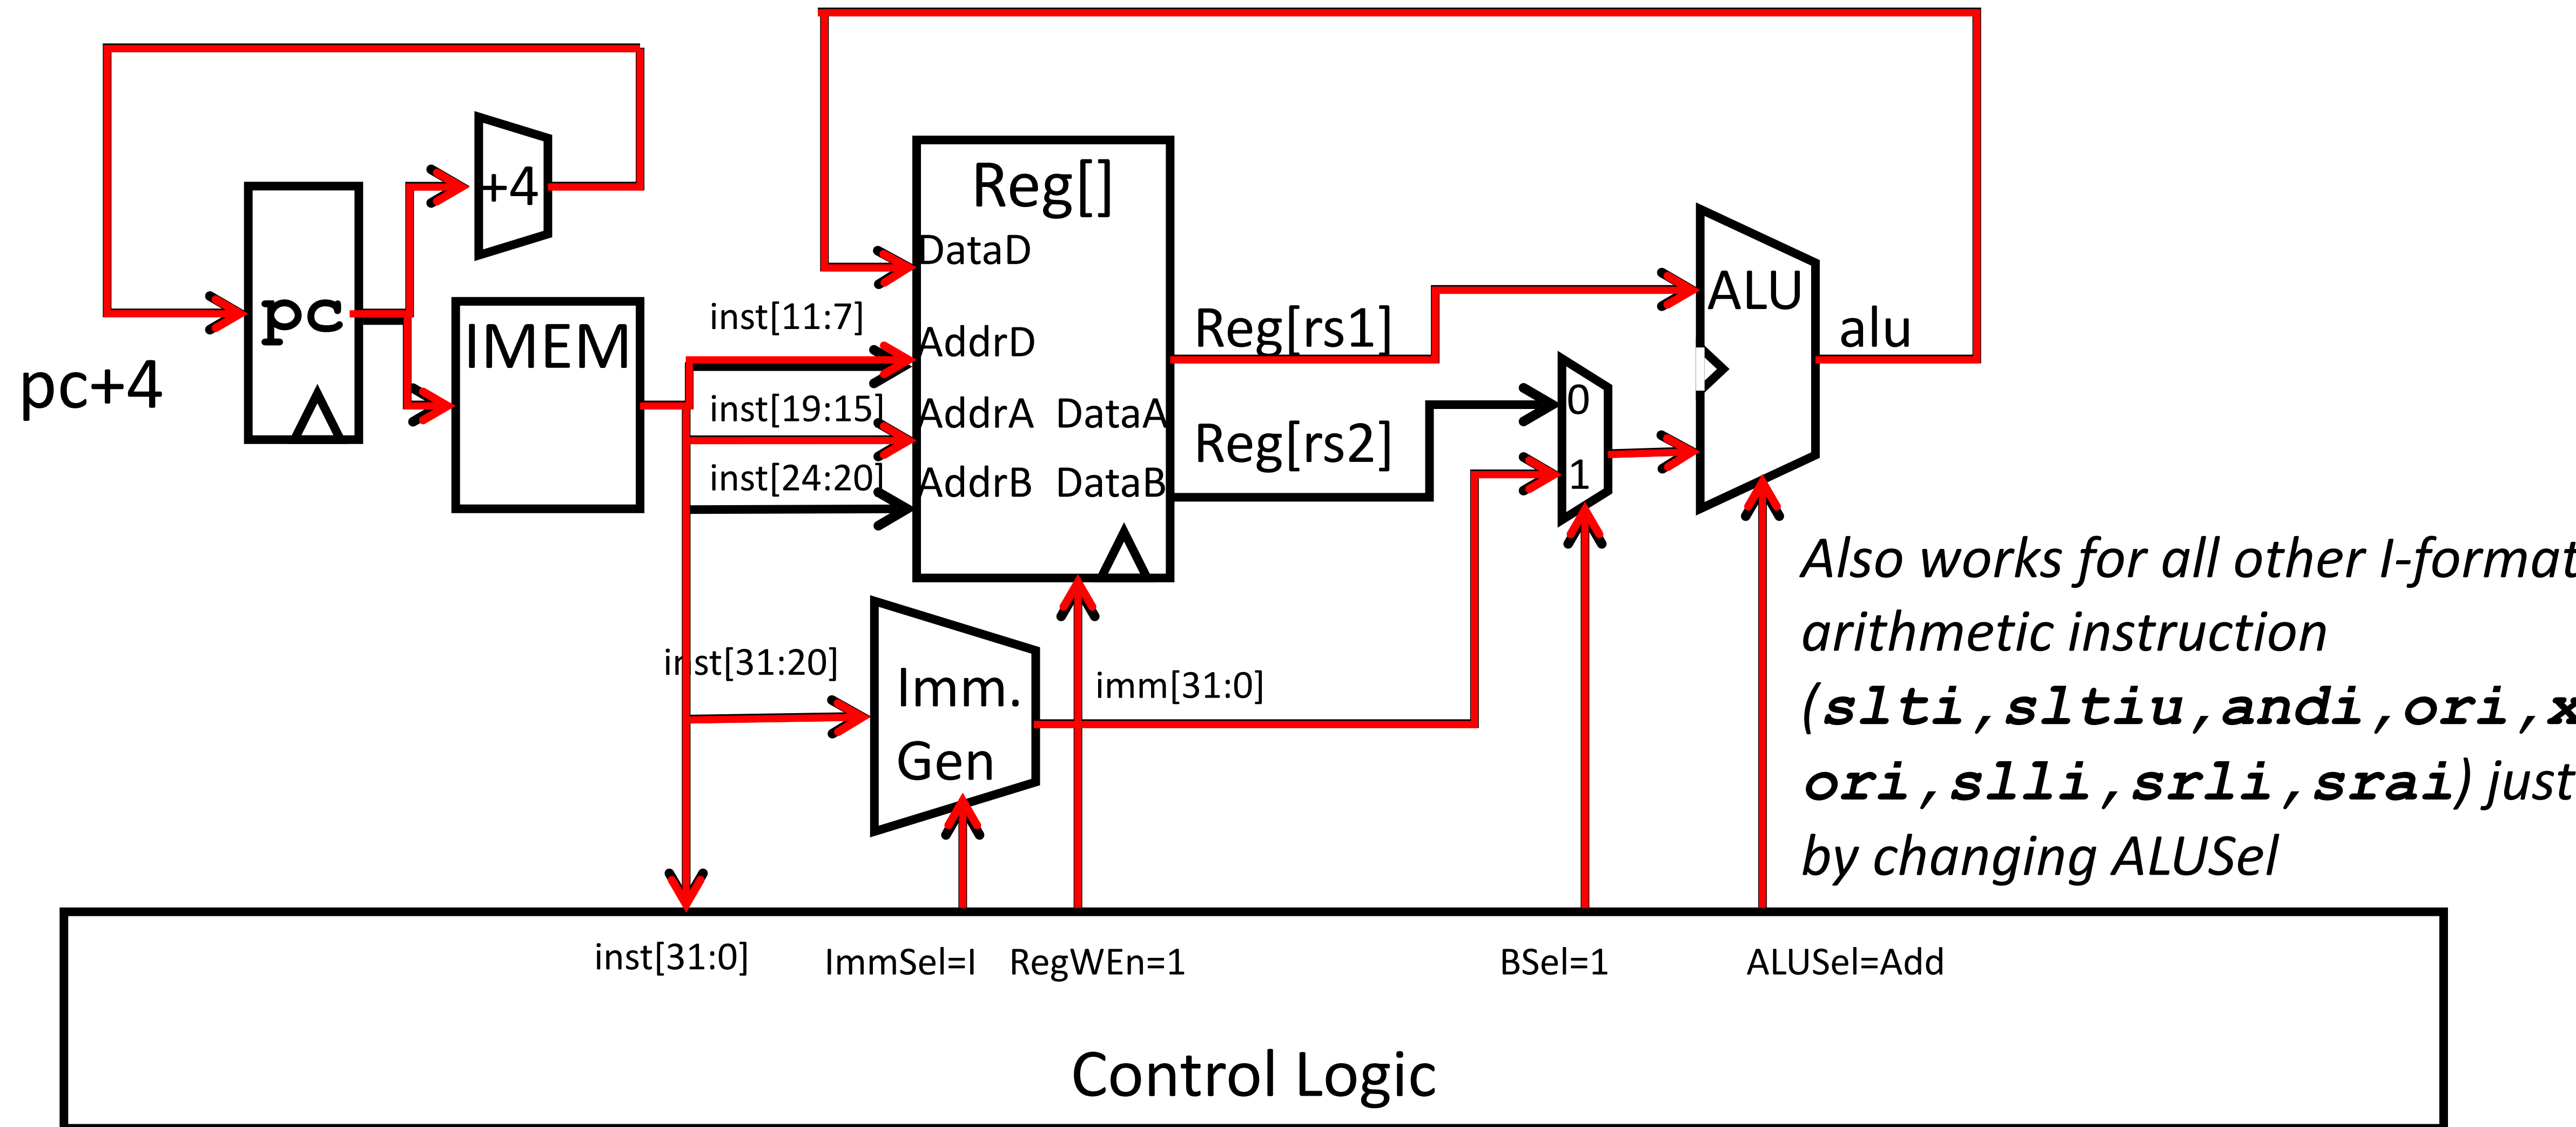 +4
Reg[]
DataD
pc
IMEM
inst[11:7]
AddrD
Reg[rs1]
ALU
alu
pc+4
inst[19:15]
AddrA DataA
0
Reg[rs2]
inst[24:20]
AddrB DataB
1
Also works for all other I-format
arithmetic instruction
(slti,sltiu,andi,ori,x
ori,slli,srli,srai) just
by changing ALUSel
inst[31:20]
Imm.
Gen
imm[31:0]
inst[31:0]
ImmSel=I
RegWEn=1
BSel=1
ALUSel=Add
Control Logic